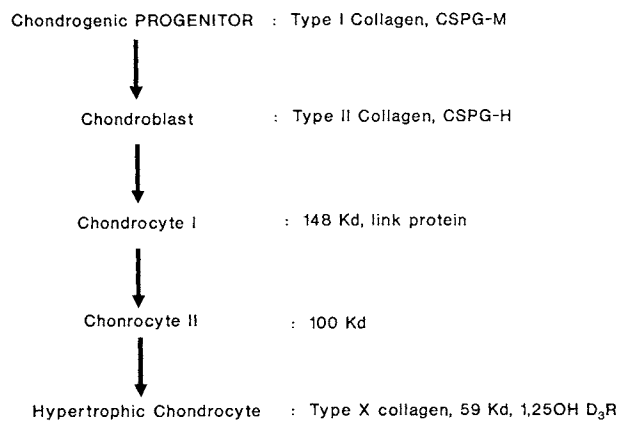 Chondrogenic PROGENITOR : Type I Collagen, CSPG-M
Chondroblast : Type II Collagen, CSPG-H
Chondrocyte I : 148 Kd, link protein
Chonrocyte II : 100 Kd
Hypertrophic Chondrocyte : Type X collagen, 59 Kd, 1,25OH D₃R